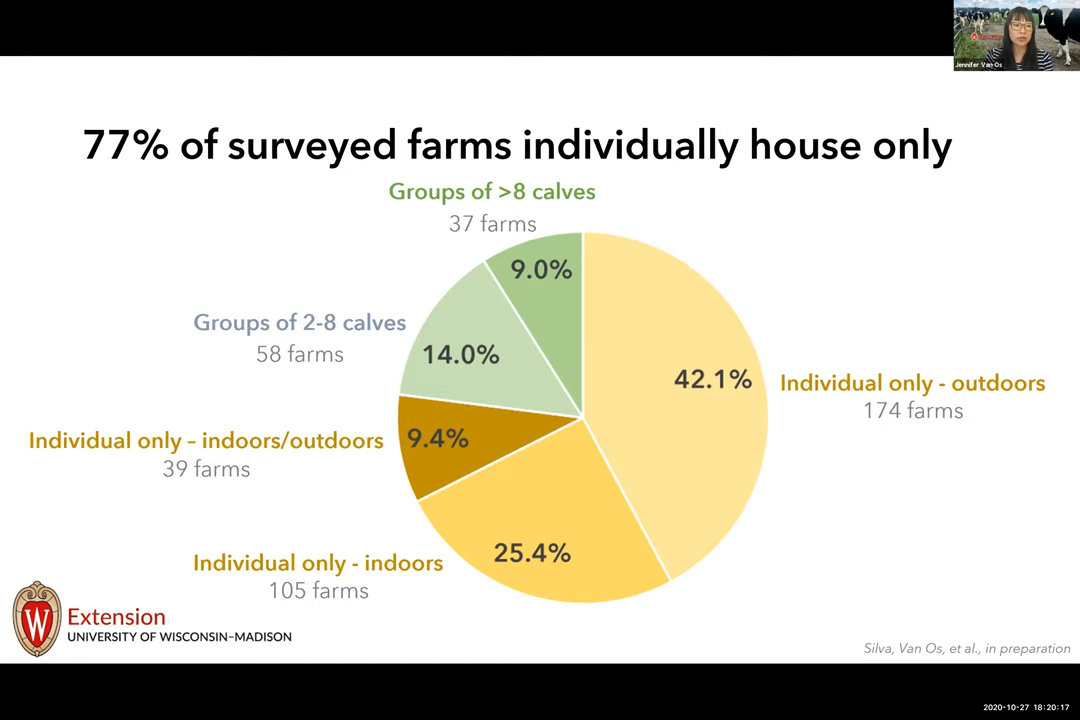 Jennifer Van Os
77% of surveyed farms individually house only
Groups of >8 calves
37 farms
9.0%
Groups of 2-8 calves
58 farms
14.0%
42.1%
Individual only - outdoors
174 farms
Individual only – indoors/outdoors
39 farms
9.4%
25.4%
Individual only - indoors
105 farms
W
Extension
UNIVERSITY OF WISCONSIN–MADISON
Silva, Van Os, et al., in preparation
2020-10-27 18:20:17